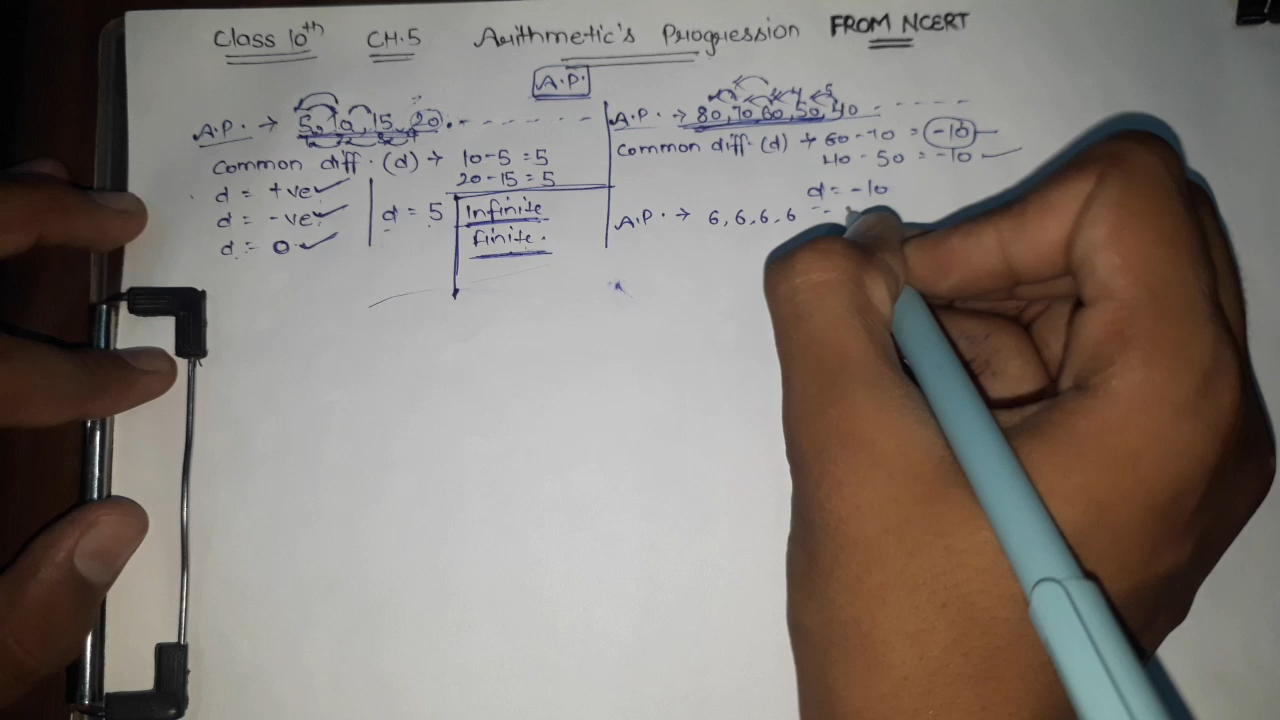 Class 10th CH.5 Arithmetic's Progression FROM NCERT
A.P.
A.P. → 5, 10, 15, 20. - - - - - - - -
Common diff. (d) → 10-5 = 5
20-15 = 5
d = +ve ✓
d = -ve ✓
d = 0 ✓
d = 5
Infinite
Finite.
A.P. → 80, 70, 60, 50, 40 - - - - -
Common diff. (d) → 60-70 = -10
40-50 = -10 ✓
d = -10
A.P. → 6, 6, 6, 6 - -